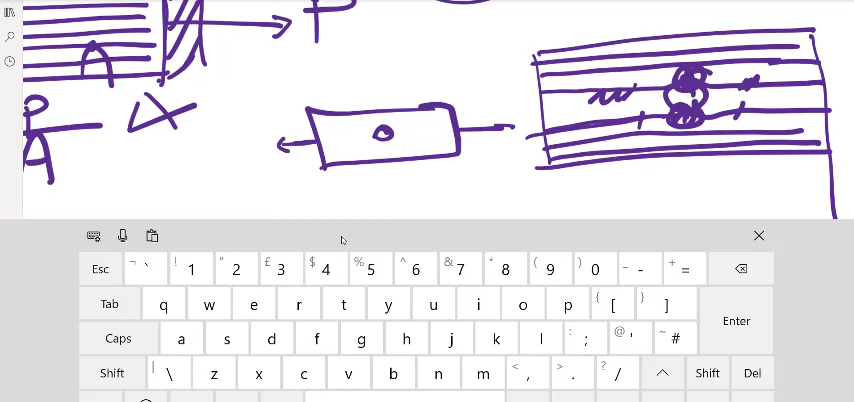 P
P
A
Esc ¬ ` ! 1 " 2 £ 3 $ 4 % 5 ^ 6 & 7 * 8 ( 9 ) 0 _ - + =
Tab q w e r t y u i o p { [ } ] Enter
Caps a s d f g h j k l : ; @ ' ~ #
Shift | \ z x c v b n m < , > . ? / Shift Del